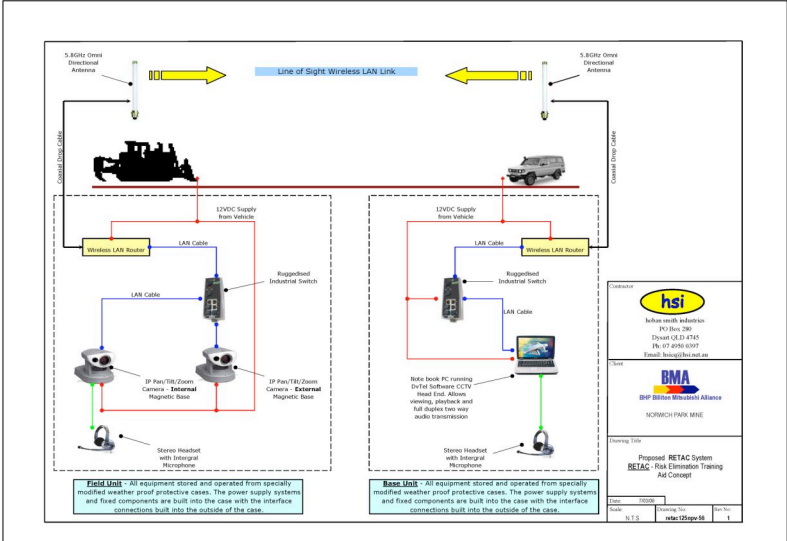 5.8GHz Omni
Directional
Antenna
Line of Sight Wireless LAN Link
5.8GHz Omni
Directional
Antenna
Coaxial Drop Cable
Coaxial Drop Cable
12VDC Supply
from Vehicle
Wireless LAN Router
LAN Cable
Ruggedised
Industrial Switch
LAN Cable
IP Pan/Tilt/Zoom
Camera - Internal
Magnetic Base
IP Pan/Tilt/Zoom
Camera - External
Magnetic Base
Stereo Headset
with Intergral
Microphone
Field Unit - All equipment stored and operated from specially
modified weather proof protective cases. The power supply systems
and fixed components are built into the case with the interface
connections built into the outside of the case.
12VDC Supply
from Vehicle
LAN Cable
Wireless LAN Router
Ruggedised
Industrial Switch
LAN Cable
Note book PC running
DvTel Software CCTV
Head End. Allows
viewing, playback and
full duplex two way
audio transmission
Stereo Headset
with Intergral
Microphone
Base Unit - All equipment stored and operated from specially
modified weather proof protective cases. The power supply systems
and fixed components are built into the case with the interface
connections built into the outside of the case.
Contractor
hsi
hoban smith industries
PO Box 280
Dysart QLD 4745
Ph: 07 4950 0397
Email: hsicq@hsi.net.au
Client
BMA
BHP Billiton Mitsubishi Alliance
NORWICH PARK MINE
Drawing Title
Proposed RETAC System
RETAC - Risk Elimination Training
Aid Concept
Date:
Scale:
N.T.S
Drawing No:
retac125npv-56
Rev No:
1